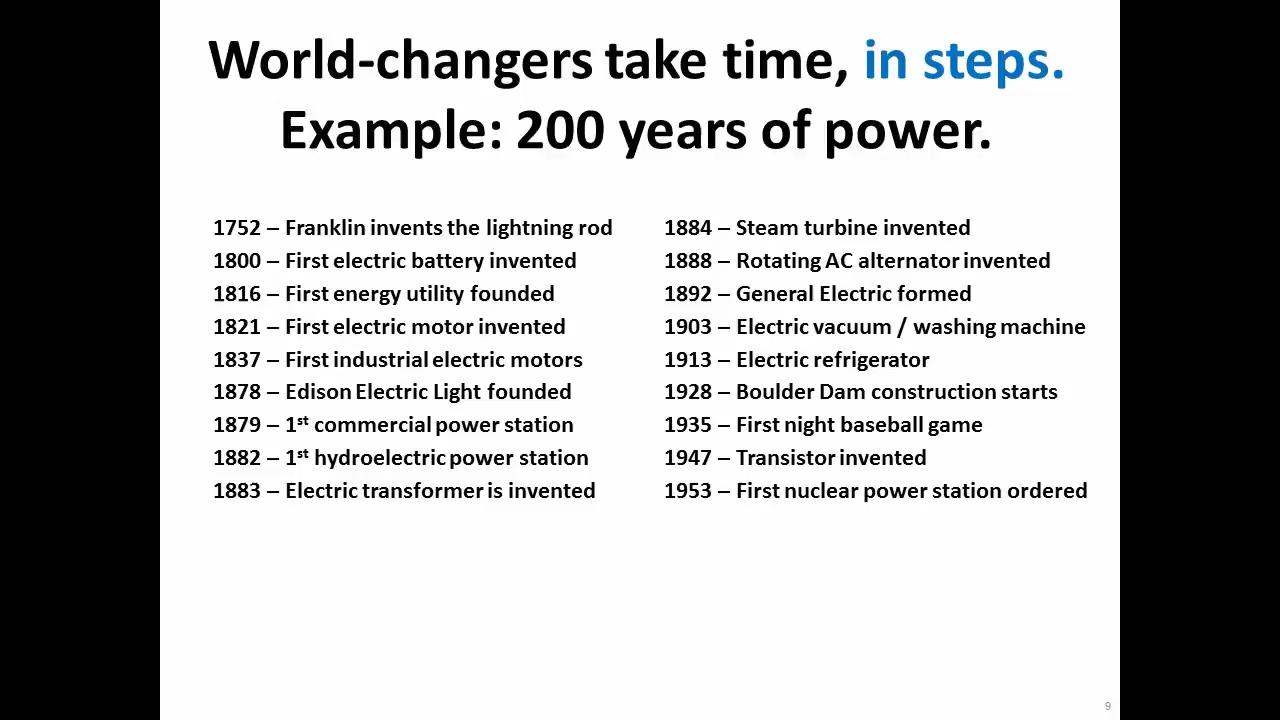 World-changers take time, in steps.
Example: 200 years of power.
1752 – Franklin invents the lightning rod
1800 – First electric battery invented
1816 – First energy utility founded
1821 – First electric motor invented
1837 – First industrial electric motors
1878 – Edison Electric Light founded
1879 – 1st commercial power station
1882 – 1st hydroelectric power station
1883 – Electric transformer is invented
1884 – Steam turbine invented
1888 – Rotating AC alternator invented
1892 – General Electric formed
1903 – Electric vacuum / washing machine
1913 – Electric refrigerator
1928 – Boulder Dam construction starts
1935 – First night baseball game
1947 – Transistor invented
1953 – First nuclear power station ordered
9